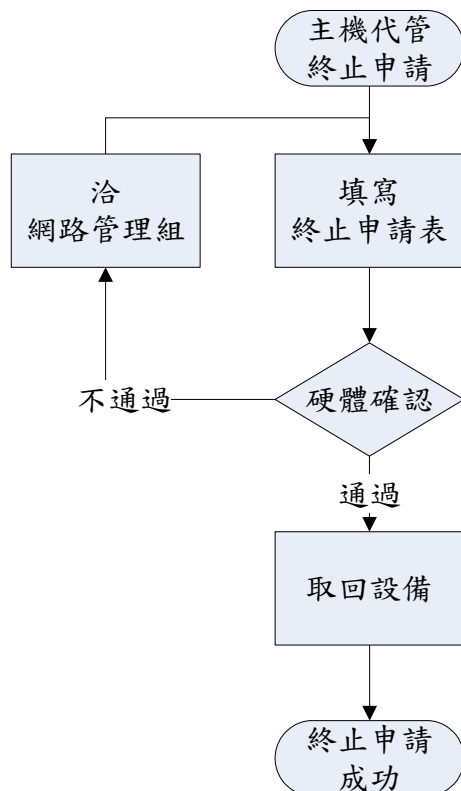 主機代管
終止申請
洽
網路管理組
填寫
終止申請表
不通過
硬體確認
通過
取回設備
終止申請
成功